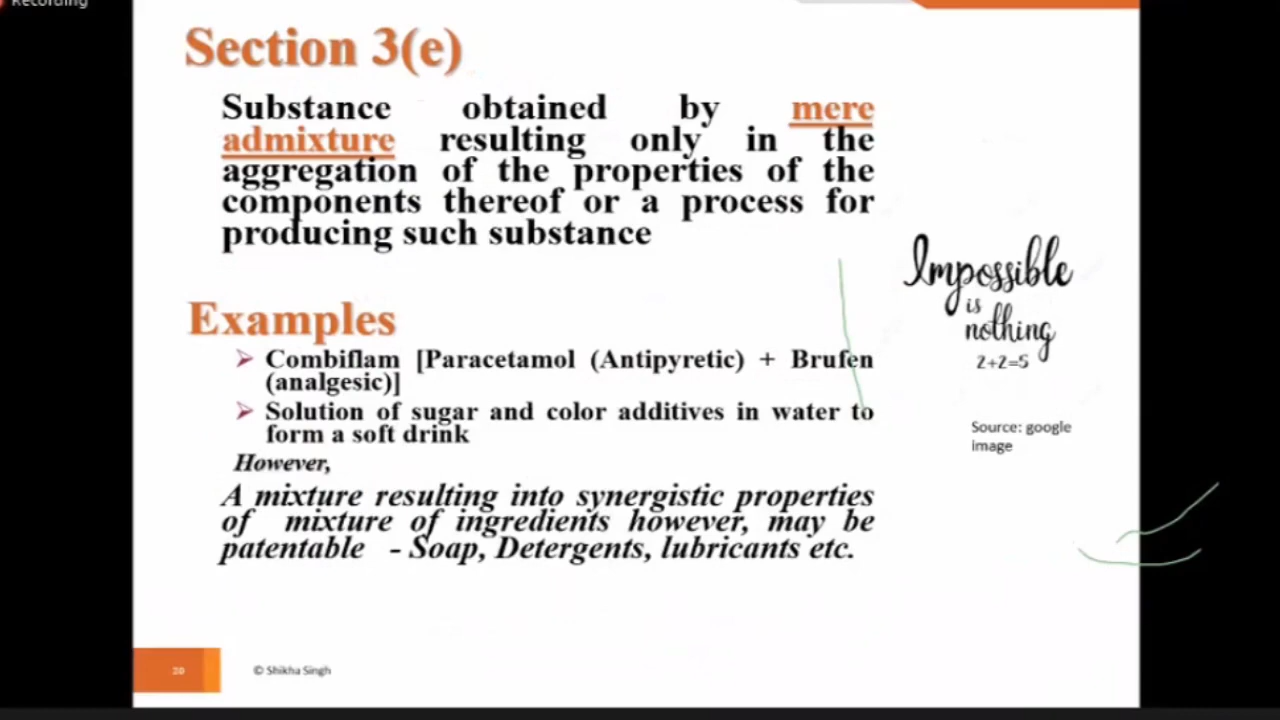 Recording
Section 3(e)
Substance obtained by mere
admixture resulting only in the
aggregation of the properties of the
components thereof or a process for
producing such substance
Examples
Combiflam [Paracetamol (Antipyretic) + Brufen
(analgesic)]
Solution of sugar and color additives in water to
form a soft drink
However,
A mixture resulting into synergistic properties
of mixture of ingredients however, may be
patentable - Soap, Detergents, lubricants etc.
Impossible
is
nothing
2+2=5
Source: google
image
20
© Shikha Singh